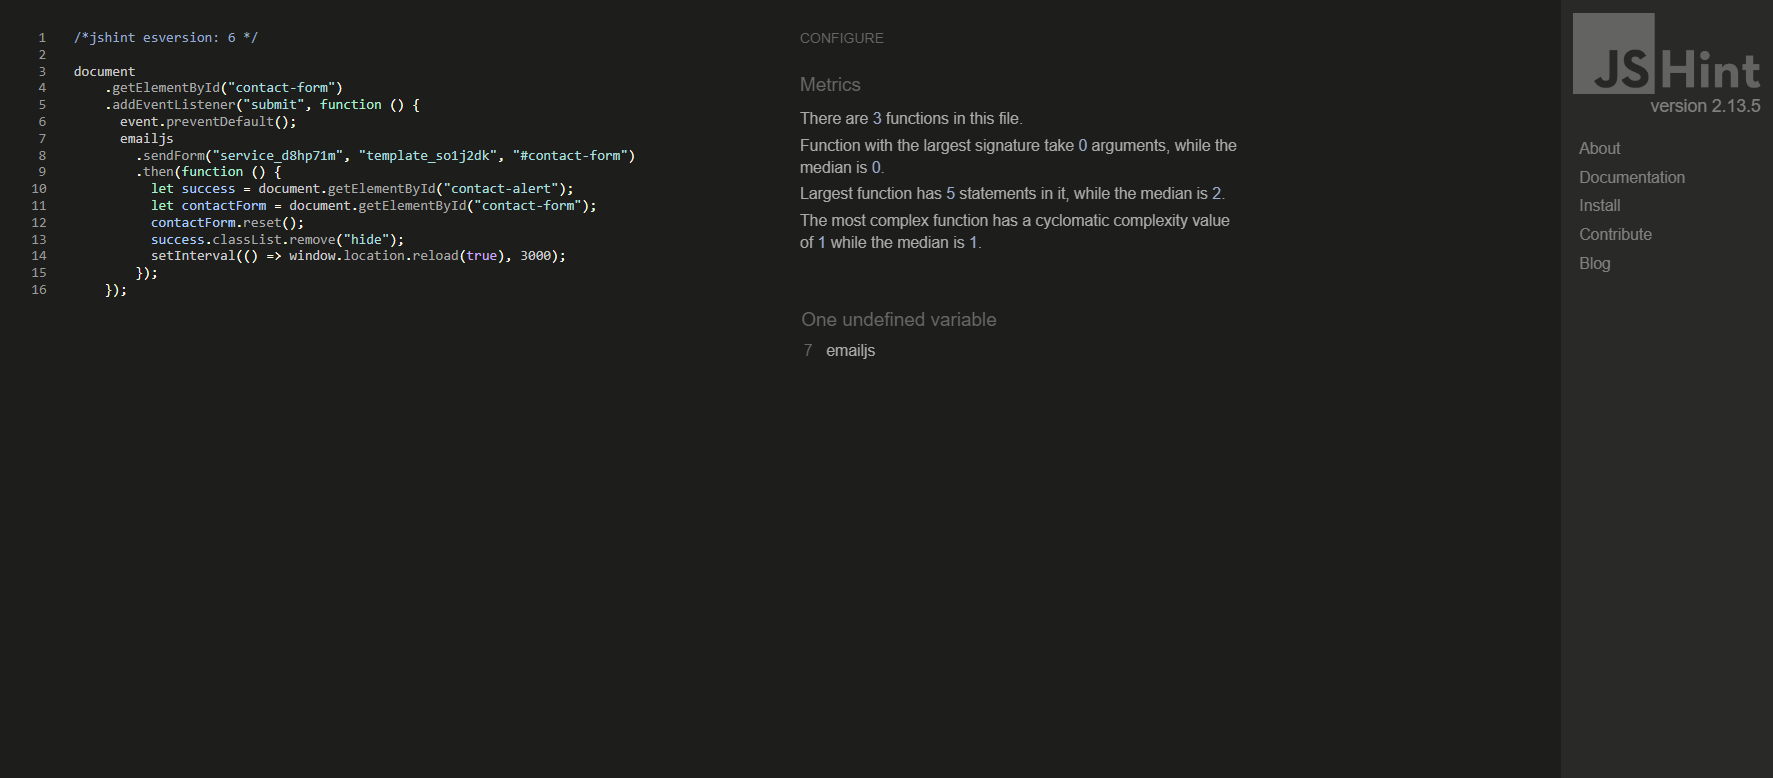 1 /*jshint esversion: 6 */
2
3 document
4 .getElementById("contact-form")
5 .addEventListener("submit", function () {
6 event.preventDefault();
7 emailjs
8 .sendForm("service_d8hp71m", "template_so1j2dk", "#contact-form")
9 .then(function () {
10 let success = document.getElementById("contact-alert");
11 let contactForm = document.getElementById("contact-form");
12 contactForm.reset();
13 success.classList.remove("hide");
14 setInterval(() => window.location.reload(true), 3000);
15 });
16 });
CONFIGURE
Metrics
There are 3 functions in this file.
Function with the largest signature take 0 arguments, while the
median is 0.
Largest function has 5 statements in it, while the median is 2.
The most complex function has a cyclomatic complexity value
of 1 while the median is 1.
One undefined variable
7 emailjs
JSHint
version 2.13.5
About
Documentation
Install
Contribute
Blog